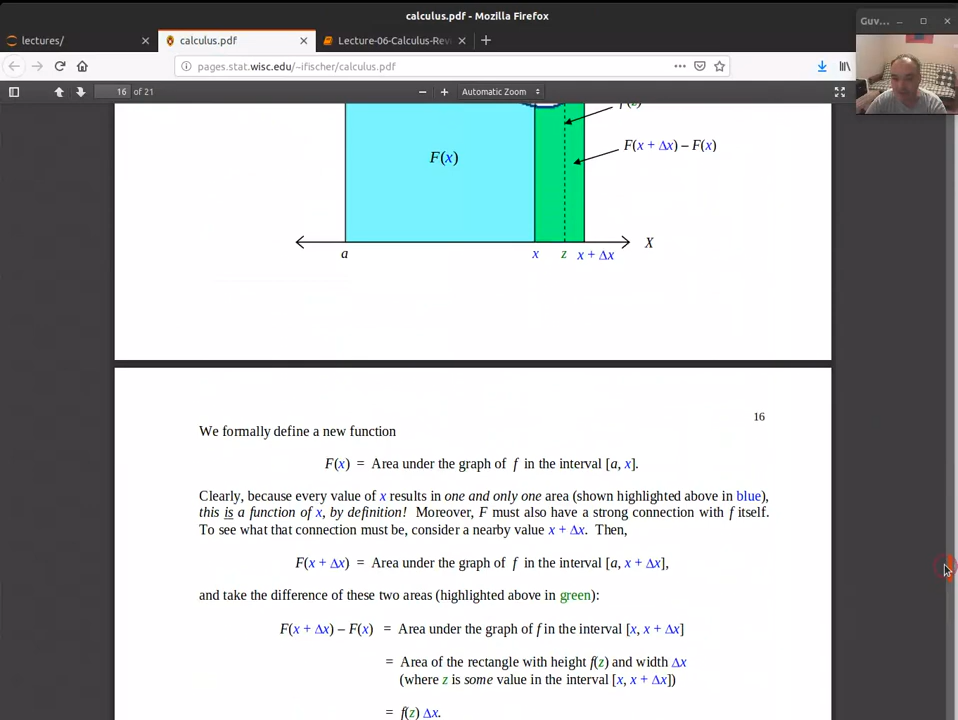 calculus.pdf - Mozilla Firefox
Guv...
lectures/
calculus.pdf
Lecture-06-Calculus-Rev
pages.stat.wisc.edu/~ifischer/calculus.pdf
16 of 21
Automatic Zoom
F(x)
F(x + Δx) – F(x)
X
a
x z x + Δx
16
We formally define a new function
F(x) = Area under the graph of f in the interval [a, x].
Clearly, because every value of x results in one and only one area (shown highlighted above in blue),
this is a function of x, by definition! Moreover, F must also have a strong connection with f itself.
To see what that connection must be, consider a nearby value x + Δx. Then,
F(x + Δx) = Area under the graph of f in the interval [a, x + Δx],
and take the difference of these two areas (highlighted above in green):
F(x + Δx) – F(x) = Area under the graph of f in the interval [x, x + Δx]
= Area of the rectangle with height f(z) and width Δx
(where z is some value in the interval [x, x + Δx])
= f(z) Δx.